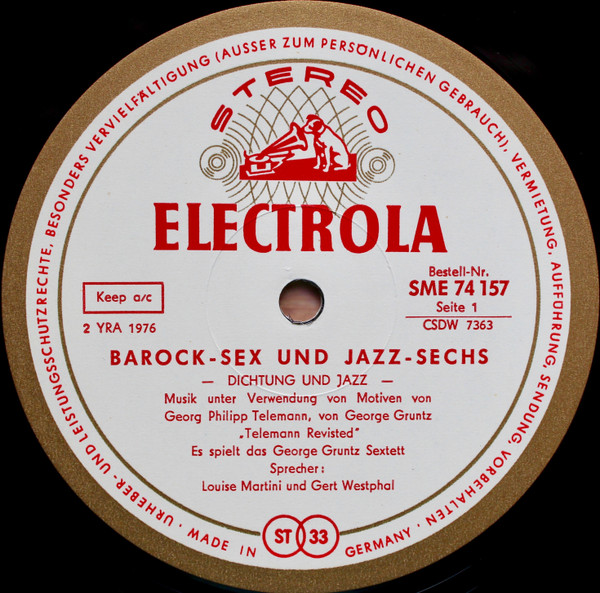 URHEBER- UND LEISTUNGSSCHUTZRECHTE, BESONDERS VERVIELFÄLTIGUNG (AUSSER ZUM PERSÖNLICHEN GEBRAUCH), VERMIETUNG, AUFFÜHRUNG, SENDUNG, VORBEHALTEN ·
STEREO
ELECTROLA
Keep a/c
2 YRA 1976
Bestell-Nr.
SME 74 157
Seite 1
CSDW 7363
BAROCK-SEX UND JAZZ-SECHS
— DICHTUNG UND JAZZ —
Musik unter Verwendung von Motiven von
Georg Philipp Telemann, von George Gruntz
„Telemann Revisted"
Es spielt das George Gruntz Sextett
Sprecher:
Louise Martini und Gert Westphal
· MADE IN GERMANY ·
ST 33